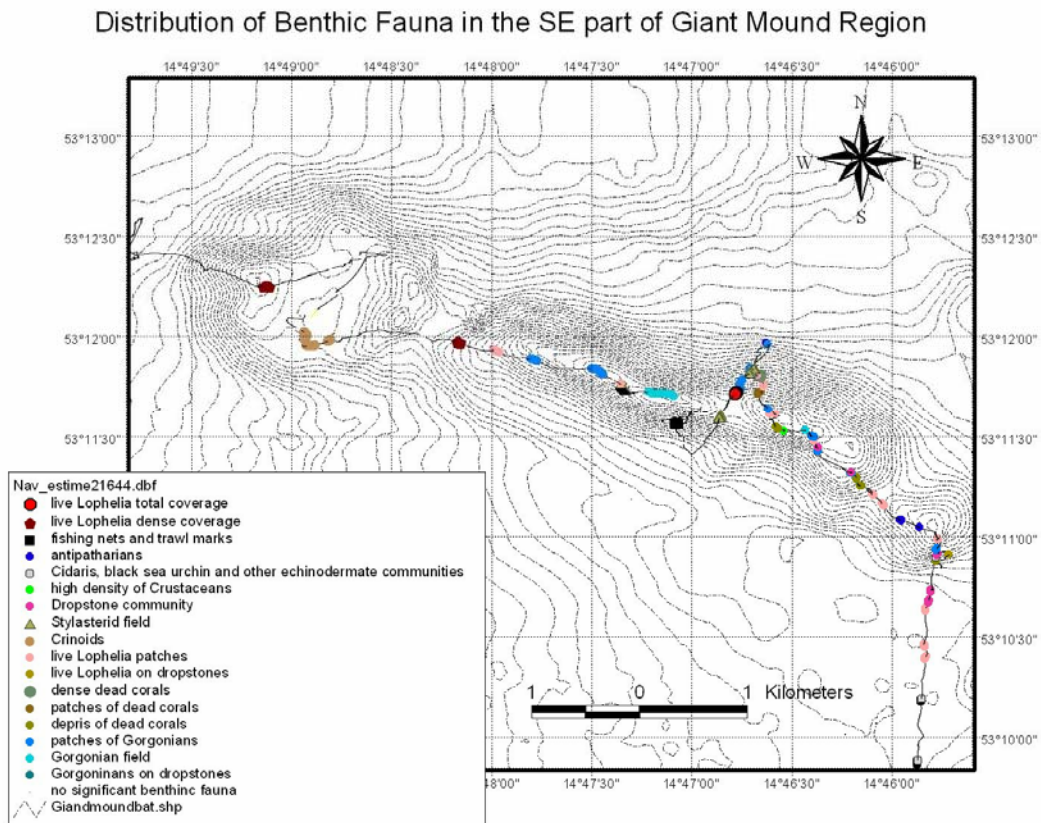 Distribution of Benthic Fauna in the SE part of Giant Mound Region
14°49'30" 14°49'00" 14°48'30" 14°48'00" 14°47'30" 14°47'00" 14°46'30" 14°46'00"
N
W E
S
53°13'00" 53°13'00"
53°12'30" 53°12'30"
53°12'00" 53°12'00"
53°11'30" 53°11'30"
53°11'00"
53°10'30"
53°10'00"
Nav_estime21644.dbf
live Lophelia total coverage
live Lophelia dense coverage
fishing nets and trawl marks
antipatharians
Cidaris, black sea urchin and other echinodermate communities
high density of Crustaceans
Dropstone community
Stylasterid field
Crinoids
live Lophelia patches
live Lophelia on dropstones
dense dead corals
patches of dead corals
depris of dead corals
patches of Gorgonians
Gorgonian field
Gorgoninans on dropstones
no significant benthinc fauna
Giandmoundbat.shp
1 0 1 Kilometers
48'00" 14°47'30" 14°47'00" 14°46'30" 14°46'00"